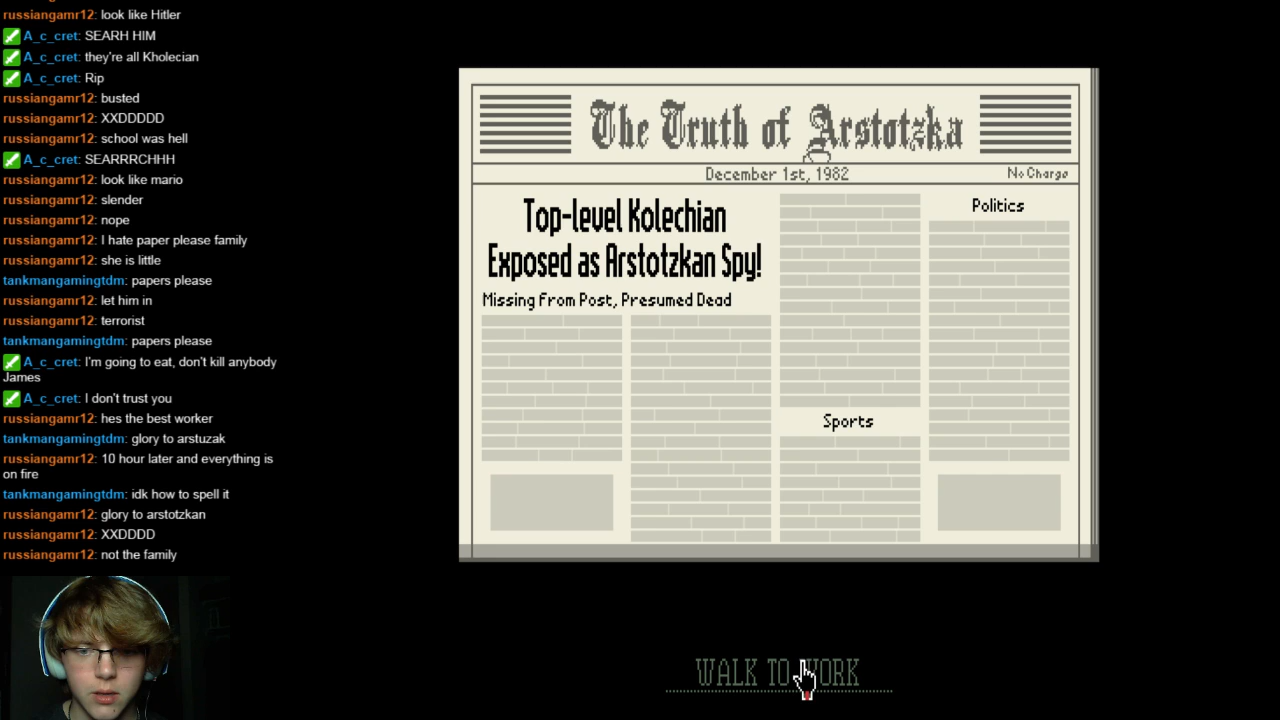 russiangamr12: look like Hitler
A_c_cret: SEARH HIM
A_c_cret: they're all Kholecian
A_c_cret: Rip
russiangamr12: busted
russiangamr12: XXDDDDD
russiangamr12: school was hell
A_c_cret: SEARRRCHHH
russiangamr12: look like mario
russiangamr12: slender
russiangamr12: nope
russiangamr12: I hate paper please family
russiangamr12: she is little
tankmangamingtdm: papers please
russiangamr12: let him in
russiangamr12: terrorist
tankmangamingtdm: papers please
A_c_cret: I'm going to eat, don't kill anybody
James
A_c_cret: I don't trust you
russiangamr12: hes the best worker
tankmangamingtdm: glory to arstuzak
russiangamr12: 10 hour later and everything is
on fire
tankmangamingtdm: idk how to spell it
russiangamr12: glory to arstotzkan
russiangamr12: XXDDDD
russiangamr12: not the family
The Truth of Arstotzka
December 1st, 1982
No Charge
Top-level Kolechian
Exposed as Arstotzkan Spy!
Missing From Post, Presumed Dead
Sports
Politics
WALK TO WORK